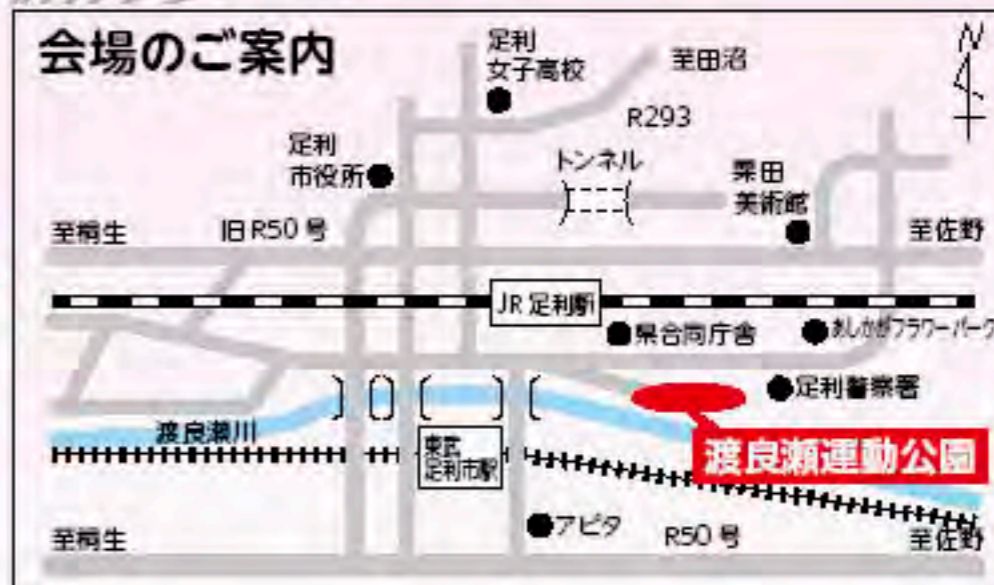 会場のご案内
足利
女子高校
至田沼
N
R293
足利
市役所
トンネル
栗田
美術館
至桐生
旧R50号
至佐野
JR足利駅
県合同庁舎
あしかがフラワーパーク
足利警察署
渡良瀬川
東武
足利市駅
渡良瀬運動公園
アピタ
R50号
至桐生
至佐野